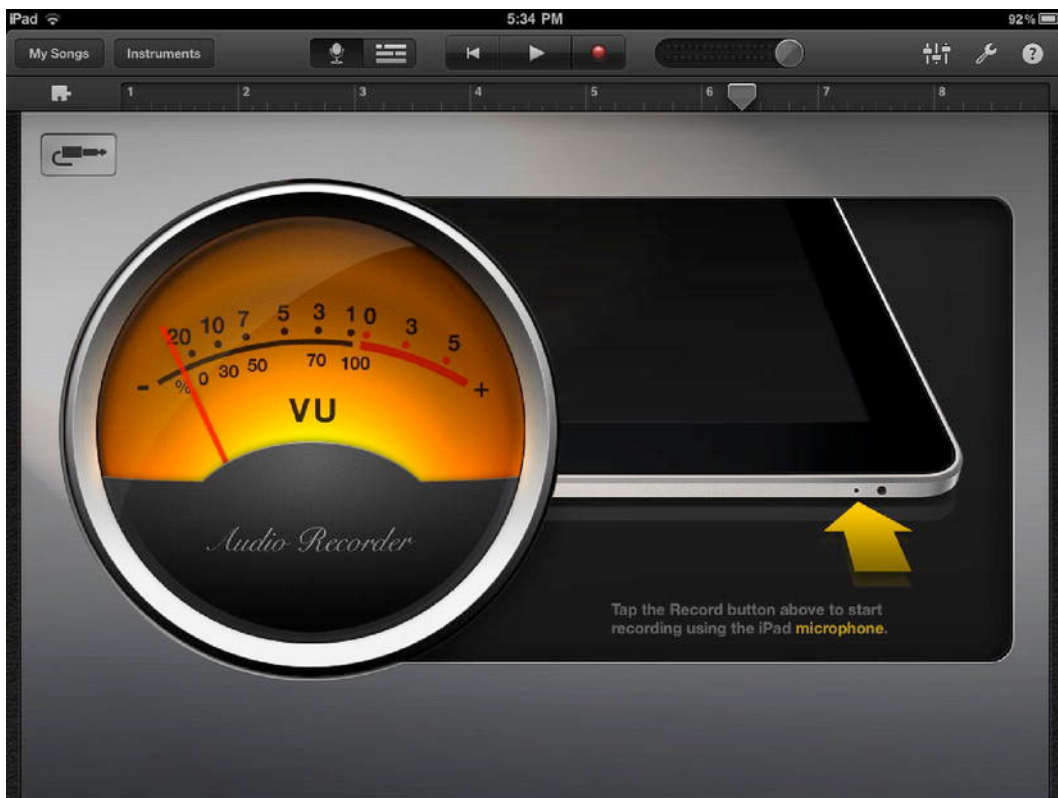 iPad 5:34 PM 92%
My Songs Instruments ?
1 2 3 4 5 6 7 8
20 10 7 5 3 1 0 3 5
- % 0 30 50 70 100 +
VU
Audio Recorder
Tap the Record button above to start
recording using the iPad microphone.